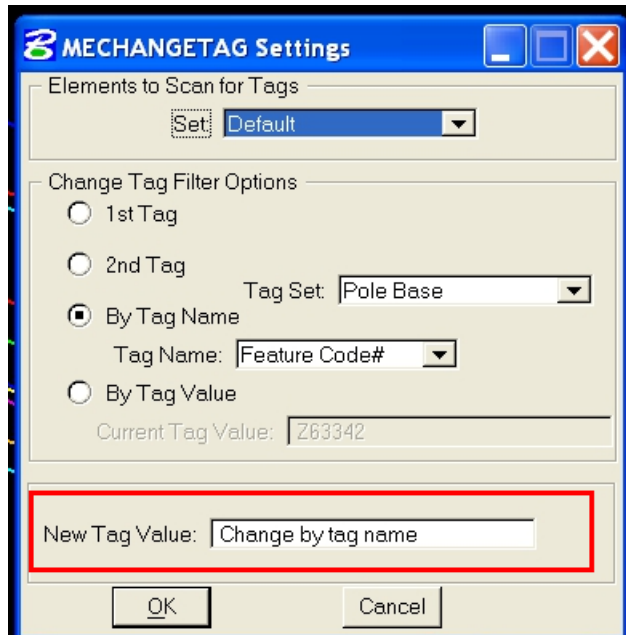 MECHANGETAG Settings
Elements to Scan for Tags
Set: Default
Change Tag Filter Options
1st Tag
2nd Tag
Tag Set: Pole Base
By Tag Name
Tag Name: Feature Code#
By Tag Value
Current Tag Value: Z63342
New Tag Value: Change by tag name
OK Cancel